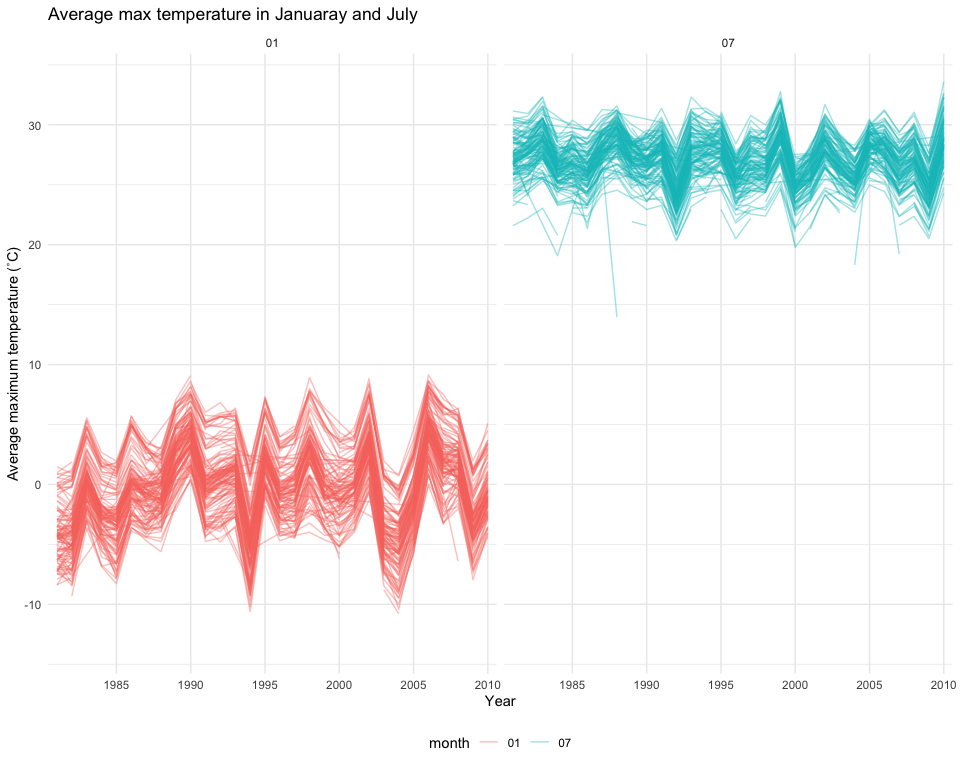 Average max temperature in Januaray and July
01 07
Average maximum temperature (˚C)
30
20
10
0
-10
1985 1990 1995 2000 2005 2010 1985 1990 1995 2000 2005 2010
Year
month 01 07